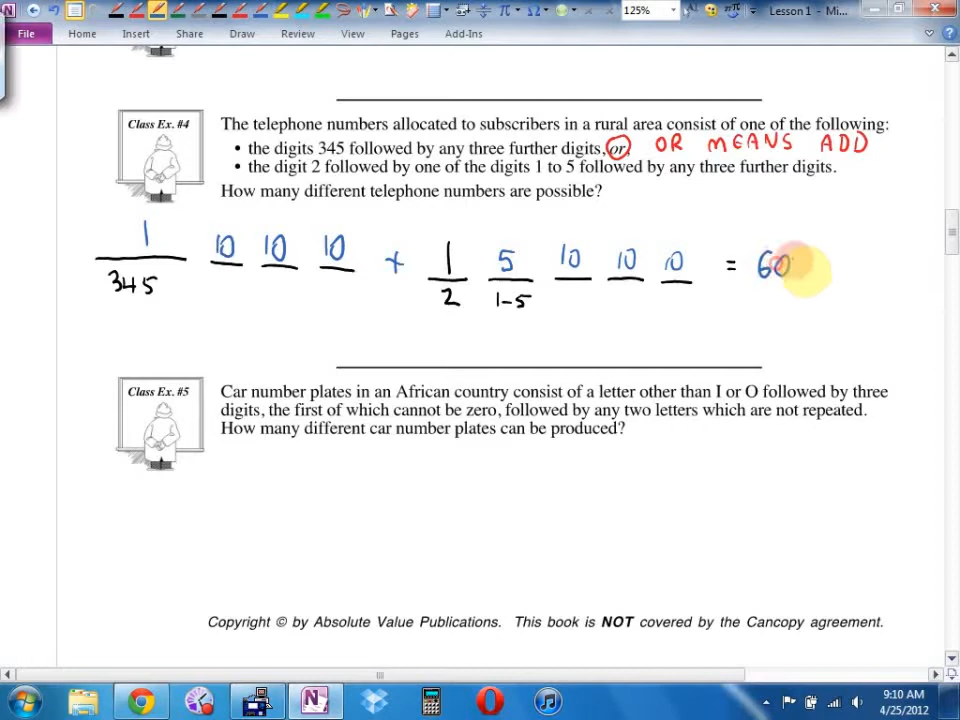 125%
Lesson 1 - Mi...
File Home Insert Share Draw Review View Pages Add-Ins
Class Ex. #4
The telephone numbers allocated to subscribers in a rural area consist of one of the following:
• the digits 345 followed by any three further digits, or, OR MEANS ADD
• the digit 2 followed by one of the digits 1 to 5 followed by any three further digits.
How many different telephone numbers are possible?
1 10 10 10 + 1 5 10 10 10 = 60
345 2 1-5
Class Ex. #5
Car number plates in an African country consist of a letter other than I or O followed by three
digits, the first of which cannot be zero, followed by any two letters which are not repeated.
How many different car number plates can be produced?
Copyright © by Absolute Value Publications. This book is NOT covered by the Cancopy agreement.
9:10 AM
4/25/2012